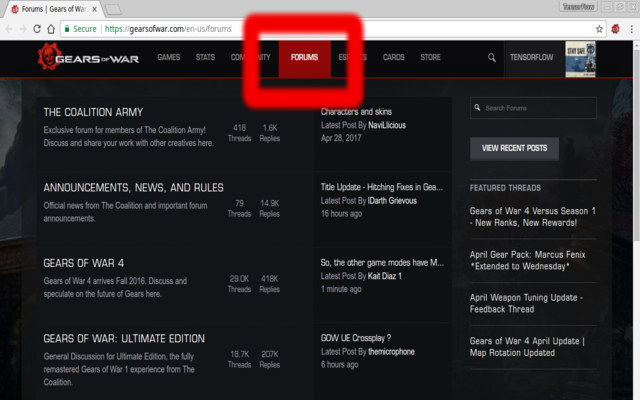 Forums | Gears of War
TensorFlow
Secure
https://gearsofwar.com/en-us/forums
GEARS OF WAR
GAMES
STATS
COMMUNITY
FORUMS
CARDS
STORE
TENSORFLOW
STAY SAFE
Search Forums
VIEW RECENT POSTS
THE COALITION ARMY
Exclusive forum for members of The Coalition Army!
Discuss and share your work with other creatives here.
418
Threads
1.6K
Replies
Characters and skins
Latest Post By NaviLlicious
Apr 28, 2017
ANNOUNCEMENTS, NEWS, AND RULES
Official news from The Coalition and important forum
announcements.
79
Threads
14.9K
Replies
Title Update - Hitching Fixes in Gea...
Latest Post By lDarth Grievous
16 hours ago
GEARS OF WAR 4
Gears of War 4 arrives Fall 2016. Discuss and
speculate on the future of Gears here.
29.0K
Threads
418K
Replies
So, the other game modes have M...
Latest Post By Kait Diaz 1
1 minute ago
GEARS OF WAR: ULTIMATE EDITION
General Discussion for Ultimate Edition, the fully
remastered Gears of War 1 experience from The
Coalition.
18.7K
Threads
207K
Replies
GOW UE Crossplay ?
Latest Post By themicrophone
6 hours ago
FEATURED THREADS
Gears of War 4 Versus Season 1
- New Ranks, New Rewards!
April Gear Pack: Marcus Fenix
*Extended to Wednesday*
April Weapon Tuning Update -
Feedback Thread
Gears of War 4 April Update |
Map Rotation Updated